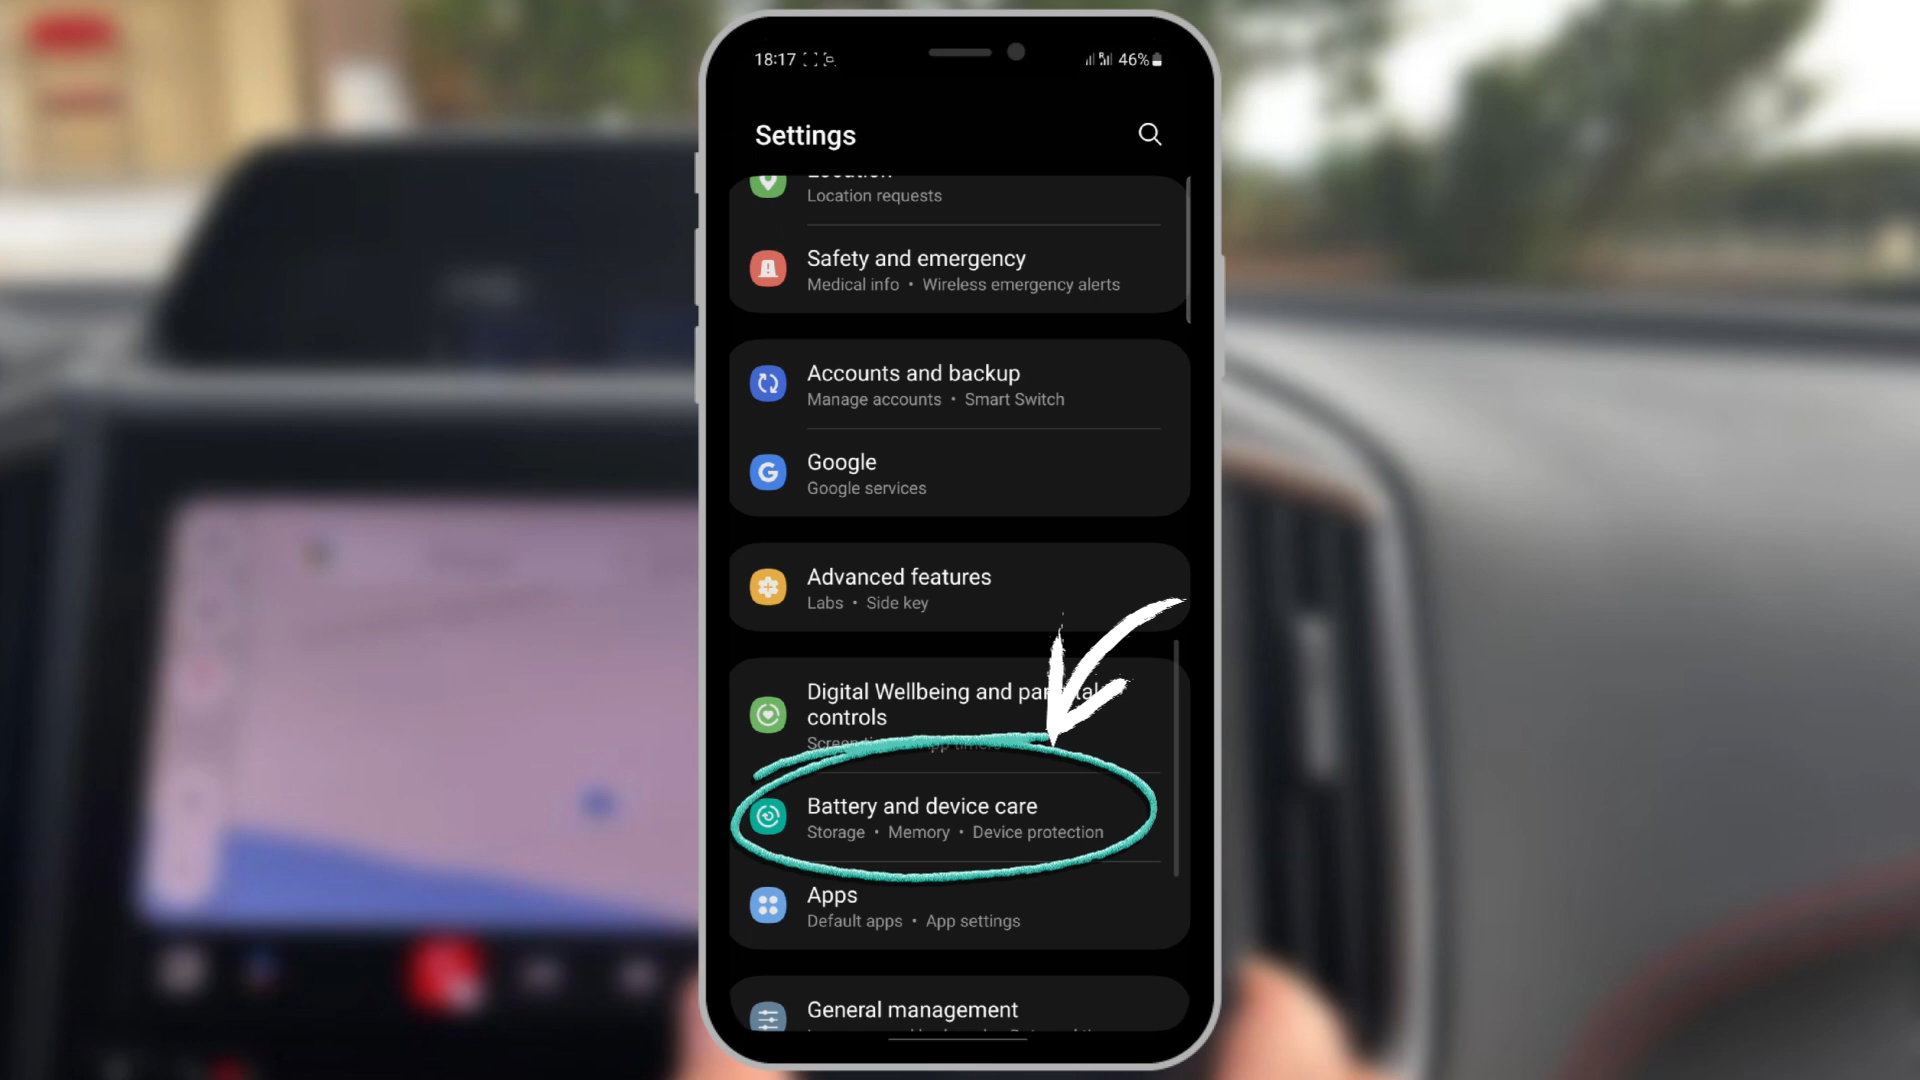 18:17 46%
Settings
Location requests
Safety and emergency
Medical info • Wireless emergency alerts
Accounts and backup
Manage accounts • Smart Switch
Google
Google services
Advanced features
Labs • Side key
Digital Wellbeing and
controls
Battery and device care
Storage • Memory • Device protection
Apps
Default apps • App settings
General management